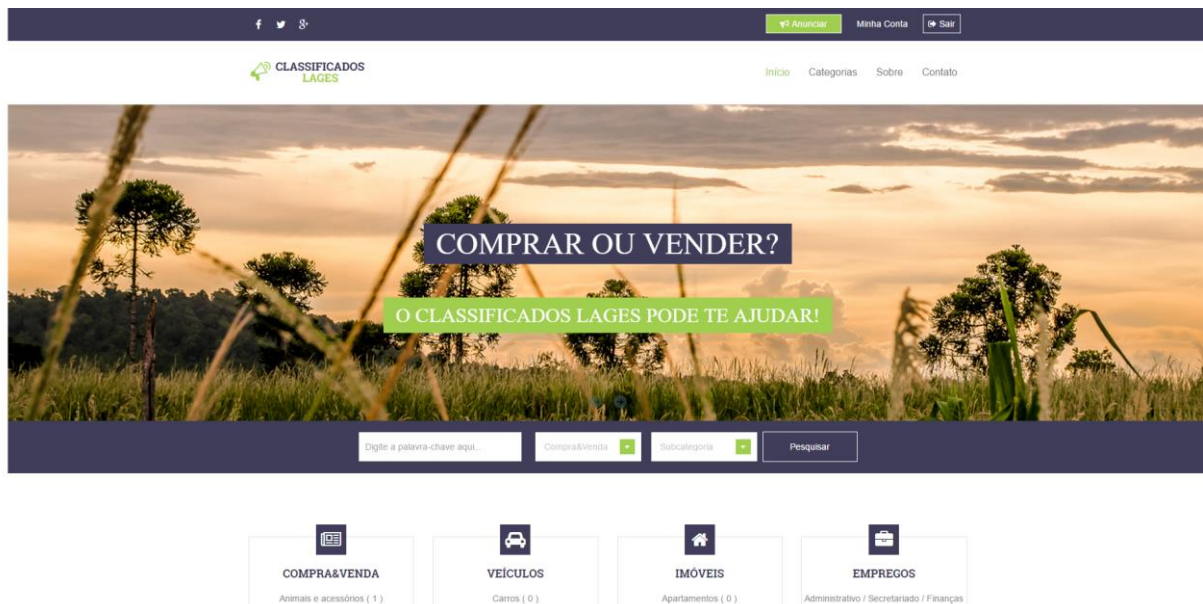 Anunciar
Minha Conta
Sair
CLASSIFICADOS
LAGES
Início Categorias Sobre Contato
COMPRAR OU VENDER?
O CLASSIFICADOS LAGES PODE TE AJUDAR!
Digite a palavra-chave aqui...
Compra&Venda
Subcategoria
Pesquisar
COMPRA&VENDA
Animais e acessórios ( 1 )
VEÍCULOS
Carros ( 0 )
IMÓVEIS
Apartamentos ( 0 )
EMPREGOS
Administrativo / Secretariado / Finanças